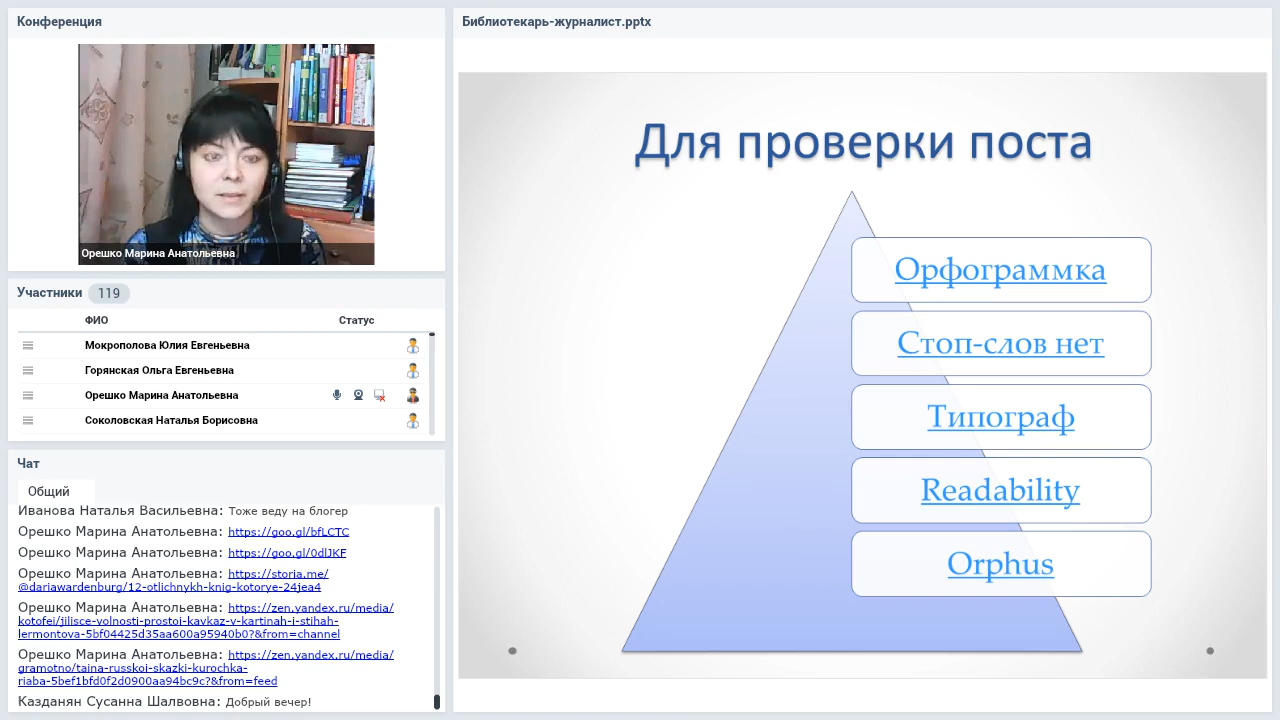 Конференция
Орешко Марина Анатольевна
Участники 119
ФИО Статус
Мокрополова Юлия Евгеньевна
Горянская Ольга Евгеньевна
Орешко Марина Анатольевна
Соколовская Наталья Борисовна
Чат
Общий
Иванова Наталья Васильевна: Тоже веду на блогер
Орешко Марина Анатольевна: https://goo.gl/bfLCTC
Орешко Марина Анатольевна: https://goo.gl/0dlJKF
Орешко Марина Анатольевна: https://storia.me/
@dariawardenburg/12-otlichnykh-knig-kotorye-24jea4
Орешко Марина Анатольевна: https://zen.yandex.ru/media/
kotofei/jilisce-volnosti-prostoi-kavkaz-v-kartinah-i-stihah-
lermontova-5bf04425d35aa600a95940b0?&from=channel
Орешко Марина Анатольевна: https://zen.yandex.ru/media/
gramotno/taina-russkoi-skazki-kurochka-
riaba-5bef1bfd0f2d0900aa94bc9c?&from=feed
Казданян Сусанна Шалвовна: Добрый вечер!
Библиотекарь-журналист.pptx
Для проверки поста
Орфограммка
Стоп-слов нет
Типограф
Readability
Orphus